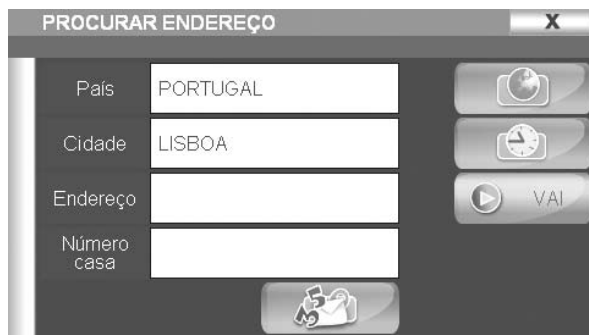 PROCURAR ENDEREÇO X
País PORTUGAL
Cidade LISBOA
Endereço VAI
Número
casa